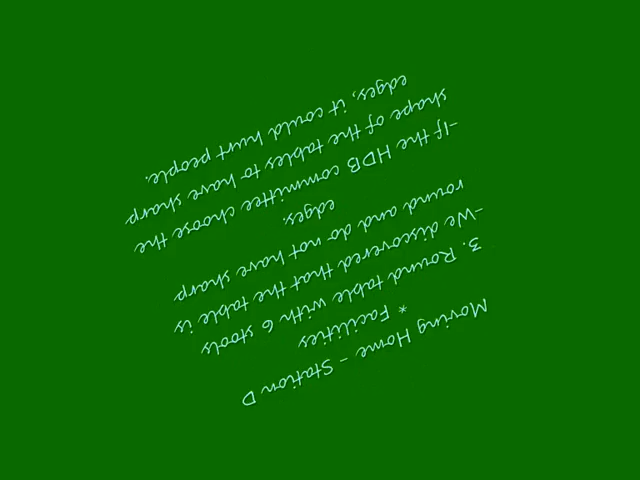 Moving Home - Station D
* Facilities
3. Round table with 6 stools
-We discovered that the table is
round and do not have sharp
edges.
-If the HDB committee choose the
shape of the tables to have sharp
edges, it could hurt people.